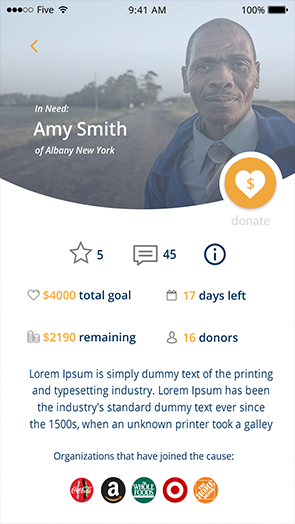 Five 9:41 AM 100%
In Need:
Amy Smith
of Albany New York
$
donate
5 45
$4000 total goal 17 days left
$2190 remaining 16 donors
Lorem Ipsum is simply dummy text of the printing
and typesetting industry. Lorem Ipsum has been
the industry's standard dummy text ever since
the 1500s, when an unknown printer took a galley
Organizations that have joined the cause:
Coca-Cola a WHOLE FOODS MARKET THE HOME DEPOT